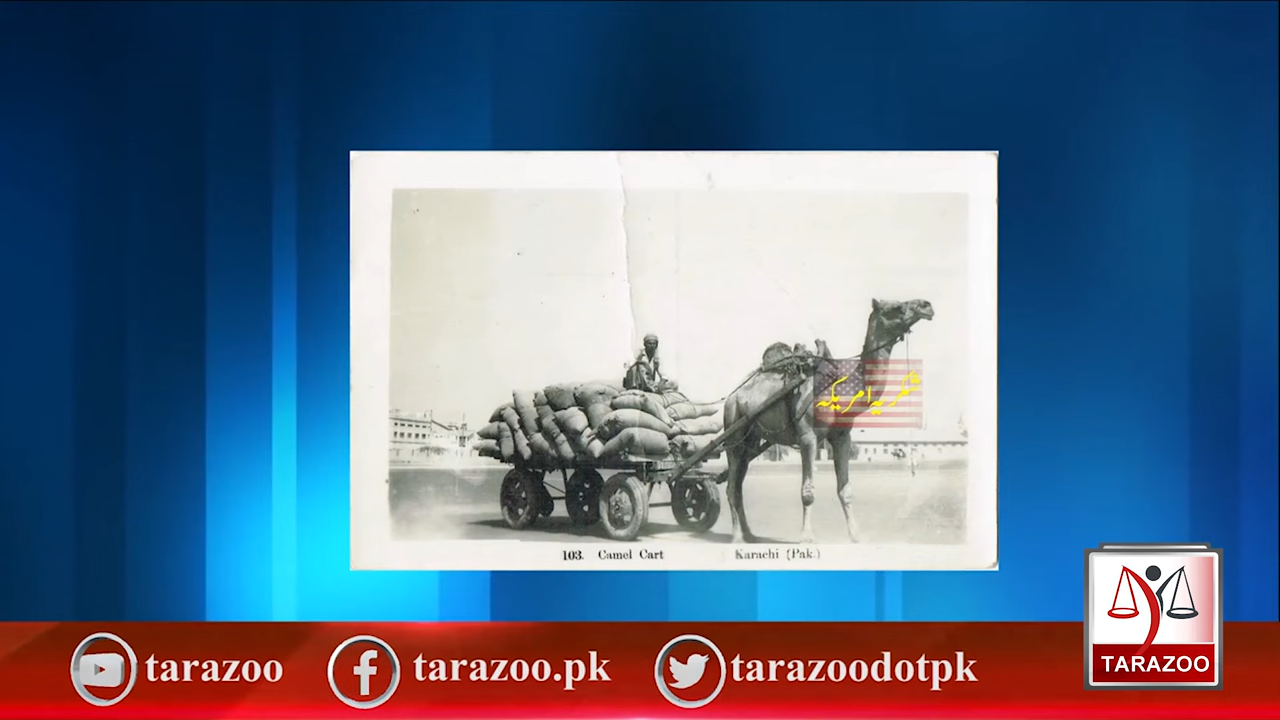 شکریہ امریکہ
103. Camel Cart Karachi (Pak.)
tarazoo
tarazoo.pk
tarazoodotpk
TARAZOO